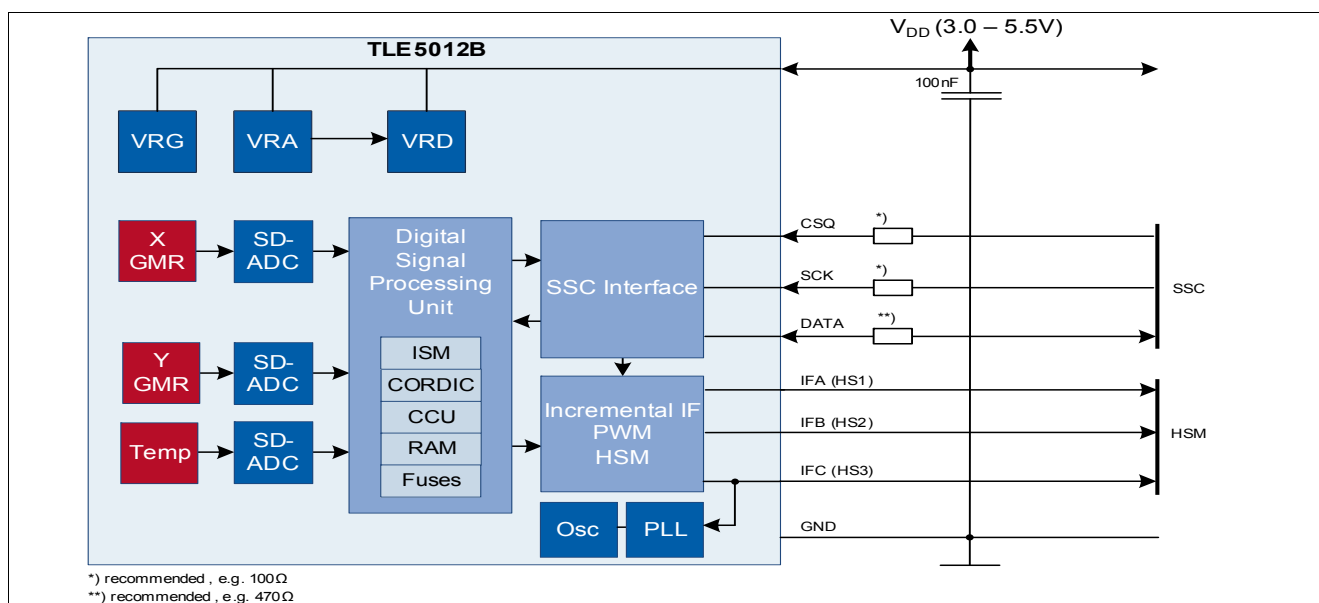 V_DD (3.0 – 5.5V)
TLE5012B
100nF
VRG
VRA
VRD
X
GMR
SD-
ADC
Digital
Signal
Processing
Unit
SSC Interface
CSQ
*)
SCK
*)
DATA
**)
SSC
Y
GMR
SD-
ADC
ISM
CORDIC
CCU
RAM
Fuses
Temp
SD-
ADC
Incremental IF
PWM
HSM
IFA (HS1)
IFB (HS2)
IFC (HS3)
HSM
Osc
PLL
GND
*) recommended , e.g. 100Ω
**) recommended , e.g. 470Ω